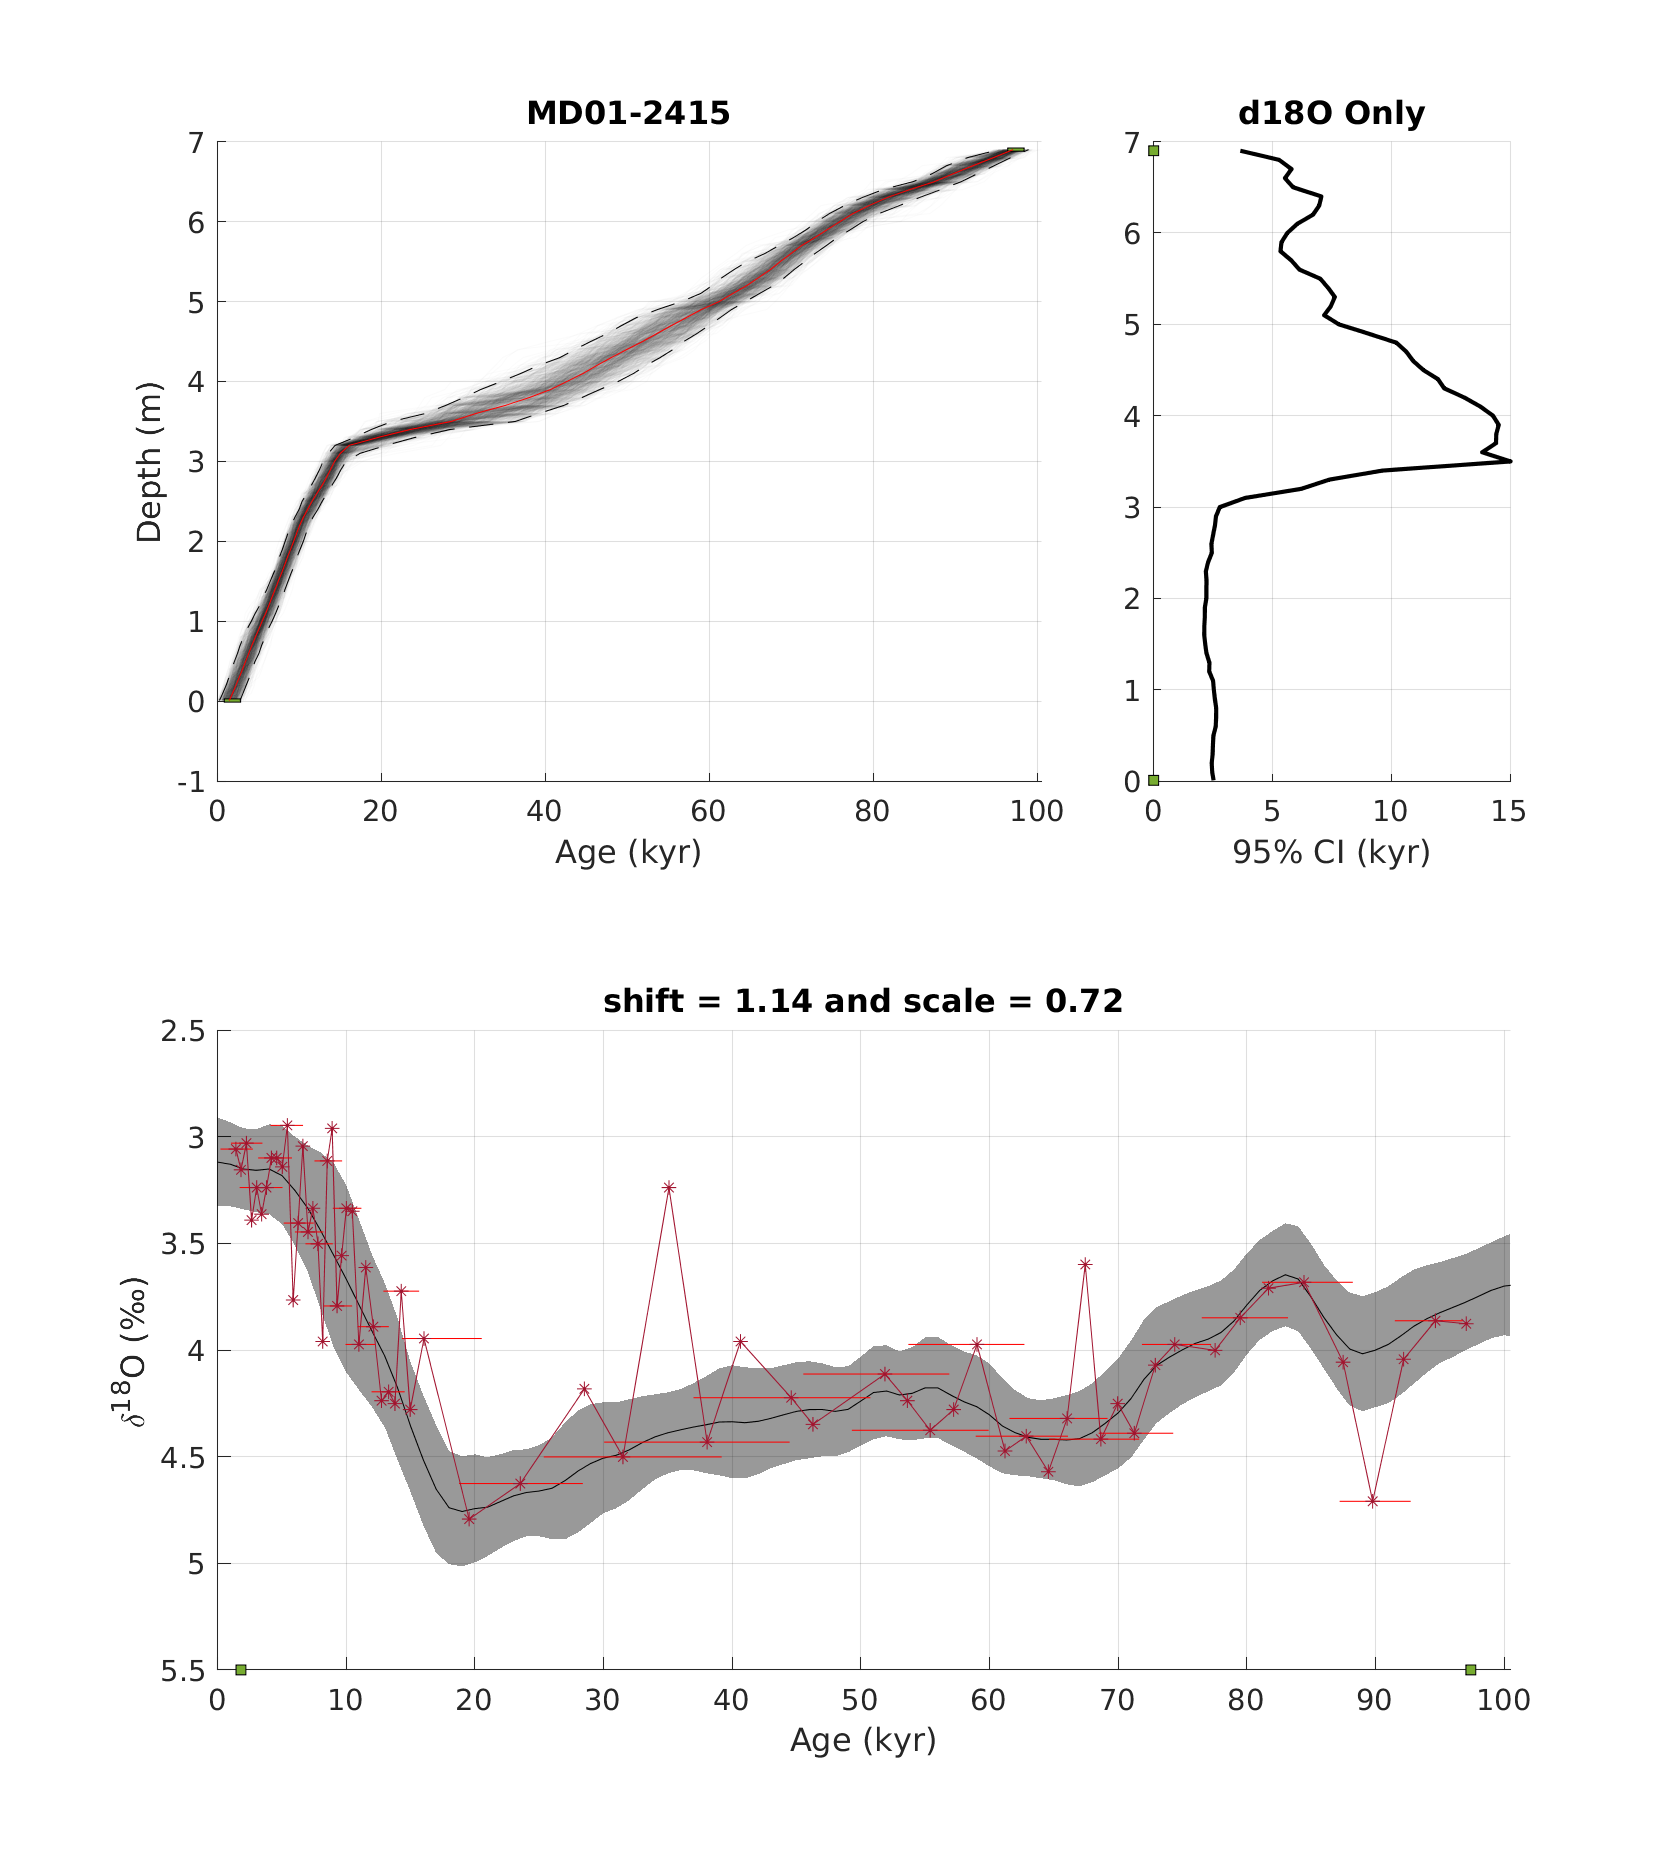 MD01-2415
7
6
5
4
3
2
1
0
-1
Depth (m)
0 20 40 60 80 100
Age (kyr)
d18O Only
7
6
5
4
3
2
1
0
0 5 10 15
95% CI (kyr)
shift = 1.14 and scale = 0.72
2.5
3
3.5
4
4.5
5
5.5
δ¹⁸O (‰)
0 10 20 30 40 50 60 70 80 90 100
Age (kyr)